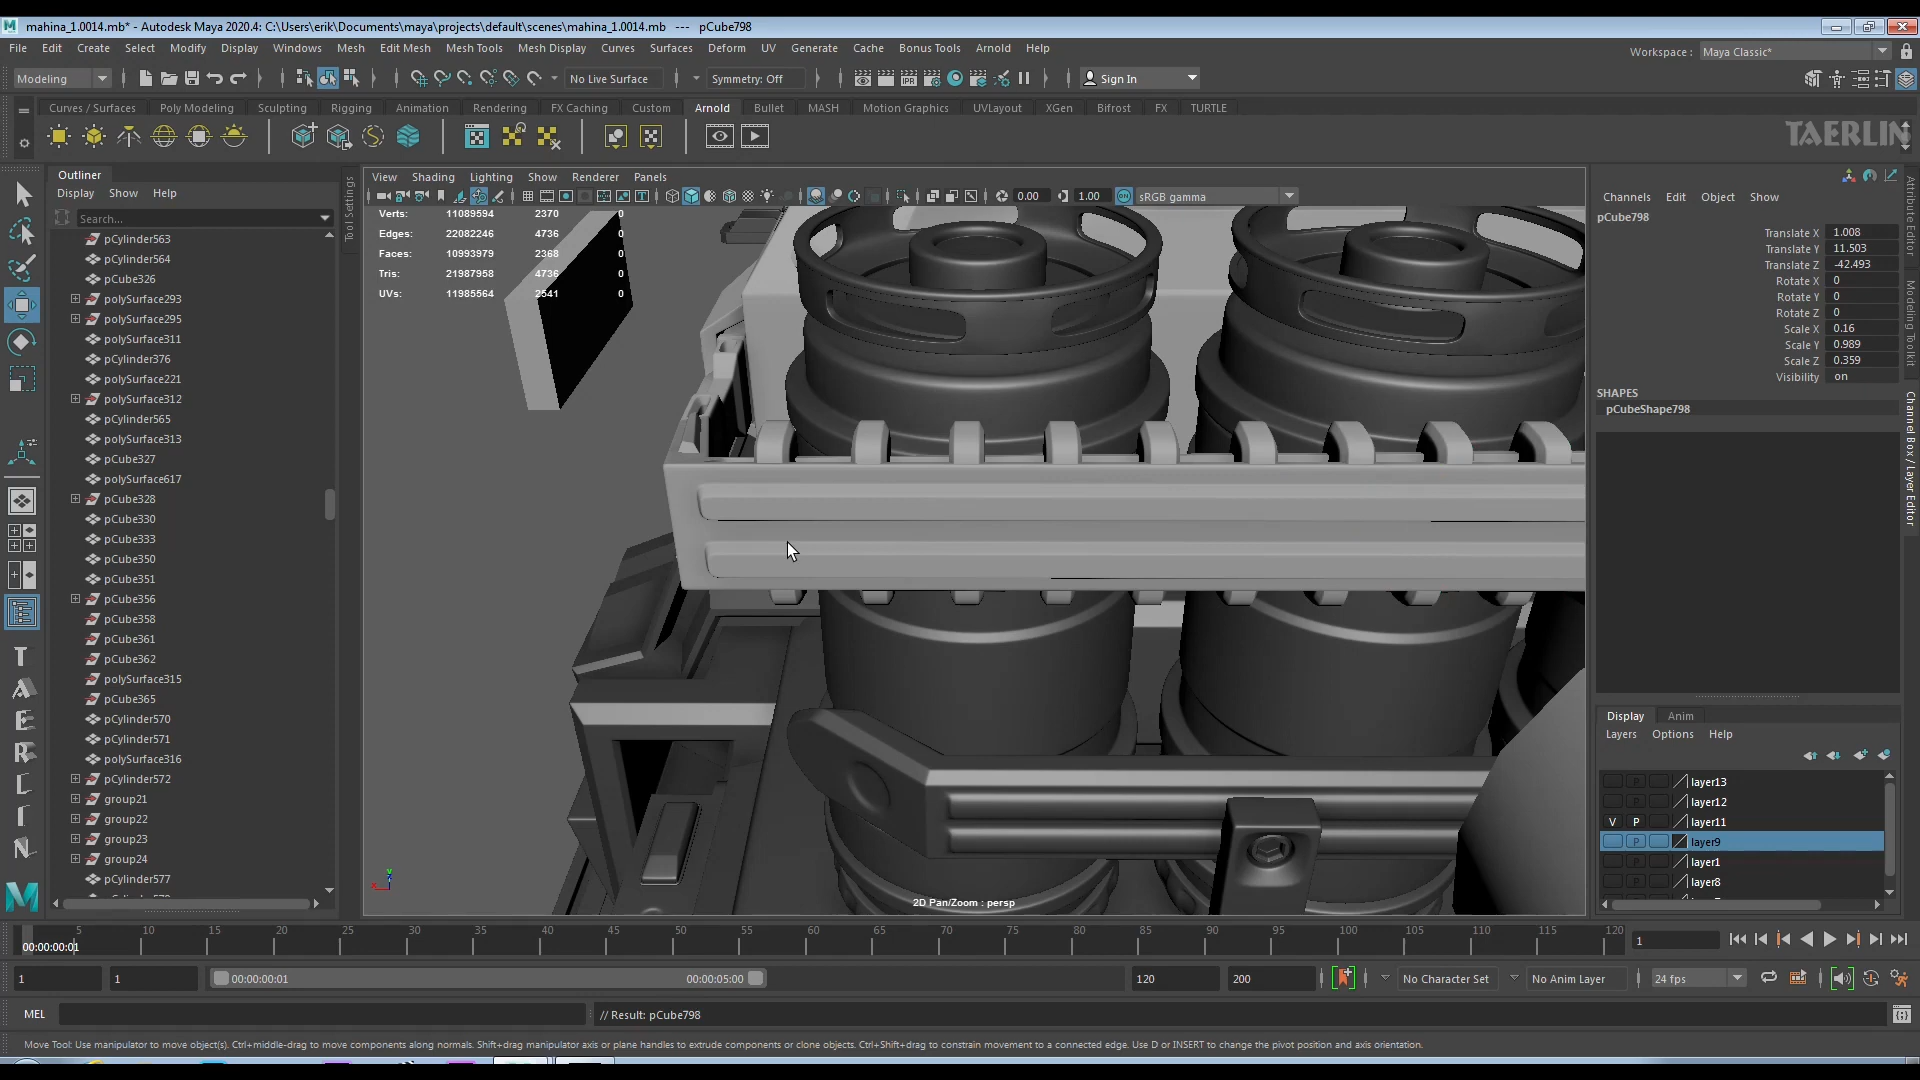 mahina_1.0014.mb* - Autodesk Maya 2020.4: C:\Users\erik\Documents\maya\projects\default\scenes\mahina_1.0014.mb --- pCube798
File Edit Create Select Modify Display Windows Mesh Edit Mesh Mesh Tools Mesh Display Curves Surfaces Deform UV Generate Cache Bonus Tools Arnold Help
Workspace : Maya Classic*
Modeling No Live Surface Symmetry: Off Sign In
Curves / Surfaces Poly Modeling Sculpting Rigging Animation Rendering FX Caching Custom Arnold Bullet MASH Motion Graphics UVLayout XGen Bifrost FX TURTLE
TAERLIN
Outliner
Display Show Help
Search...
pCylinder563
pCylinder564
pCube326
polySurface293
polySurface295
polySurface311
pCylinder376
polySurface221
polySurface312
pCylinder565
polySurface313
pCube327
polySurface617
pCube328
pCube330
pCube333
pCube350
pCube351
pCube356
pCube358
pCube361
pCube362
polySurface315
pCube365
pCylinder570
pCylinder571
polySurface316
pCylinder572
group21
group22
group23
group24
pCylinder577
Tool Settings
View Shading Lighting Show Renderer Panels
0.00 1.00 sRGB gamma
Verts: 11089594 2370 0
Edges: 22082246 4736 0
Faces: 10993979 2368 0
Tris: 21987958 4736 0
UVs: 11985564 2541 0
2D Pan/Zoom : persp
Channels Edit Object Show
pCube798
Translate X 1.008
Translate Y 11.503
Translate Z -42.493
Rotate X 0
Rotate Y 0
Rotate Z 0
Scale X 0.16
Scale Y 0.989
Scale Z 0.359
Visibility on
SHAPES
pCubeShape798
Attribute Editor
Modeling Toolkit
Channel Box / Layer Editor
Display Anim
Layers Options Help
layer13
layer12
V P layer11
layer9
layer1
layer8
5 10 15 20 25 30 35 40 45 50 55 60 65 70 75 80 85 90 95 100 105 110 115 120
00:00:00:01
1
1 1 00:00:00:01 00:00:05:00 120 200 No Character Set No Anim Layer 24 fps
MEL // Result: pCube798
Move Tool: Use manipulator to move object(s). Ctrl+middle-drag to move components along normals. Shift+drag manipulator axis or plane handles to extrude components or clone objects. Ctrl+Shift+drag to constrain movement to a connected edge. Use D or INSERT to change the pivot position and axis orientation.